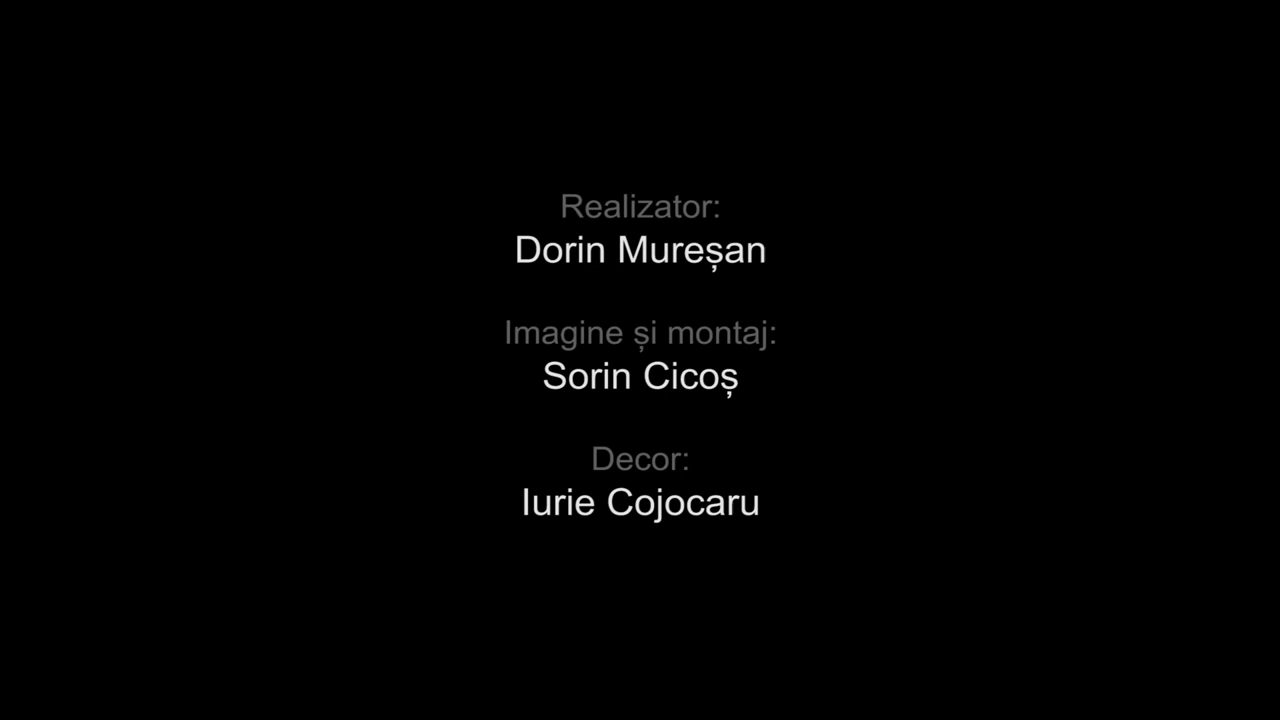 Realizator:
Dorin Mureșan
Imagine și montaj:
Sorin Cicoș
Decor:
Iurie Cojocaru